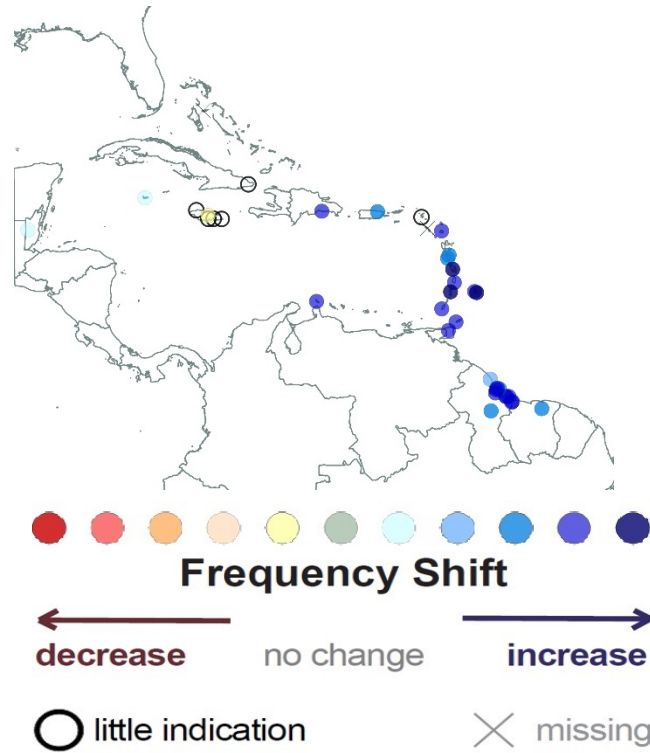 Frequency Shift
decrease no change increase
little indication missing